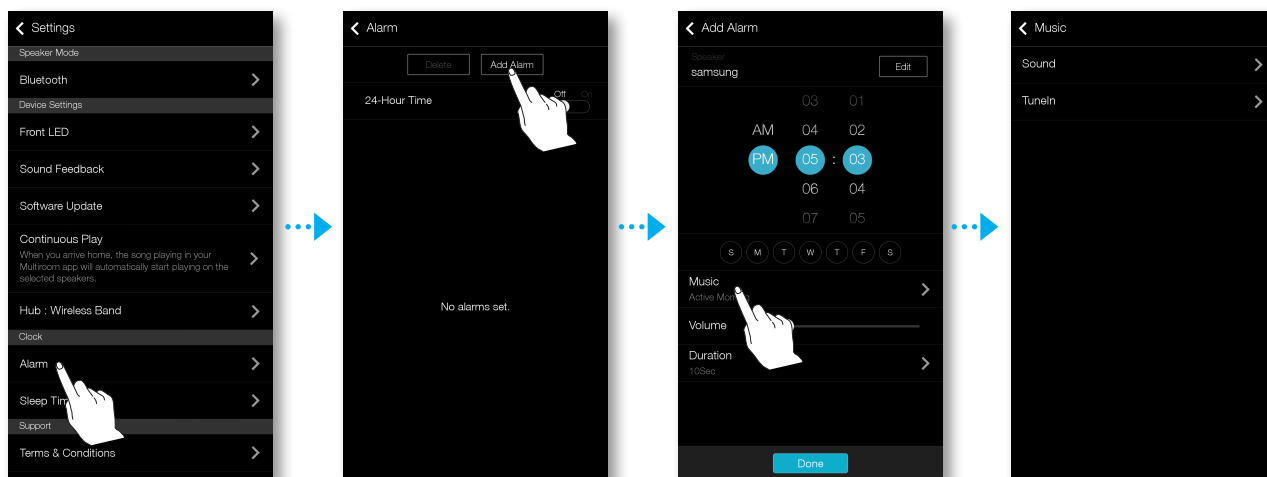 Settings
Speaker Mode
Bluetooth
Device Settings
Front LED
Sound Feedback
Software Update
Continuous Play
When you arrive home, the song playing in your
Multiroom app will automatically start playing on the
selected speakers.
Hub : Wireless Band
Clock
Alarm
Sleep Tim
Support
Terms & Conditions
Alarm
Delete Add Alarm
24-Hour Time Off On
No alarms set.
Add Alarm
Speaker
samsung Edit
03 01
AM 04 02
PM 05 : 03
06 04
07 05
S M T W T F S
Music
Active Mor
Volume
Duration
10Sec
Done
Music
Sound
TuneIn